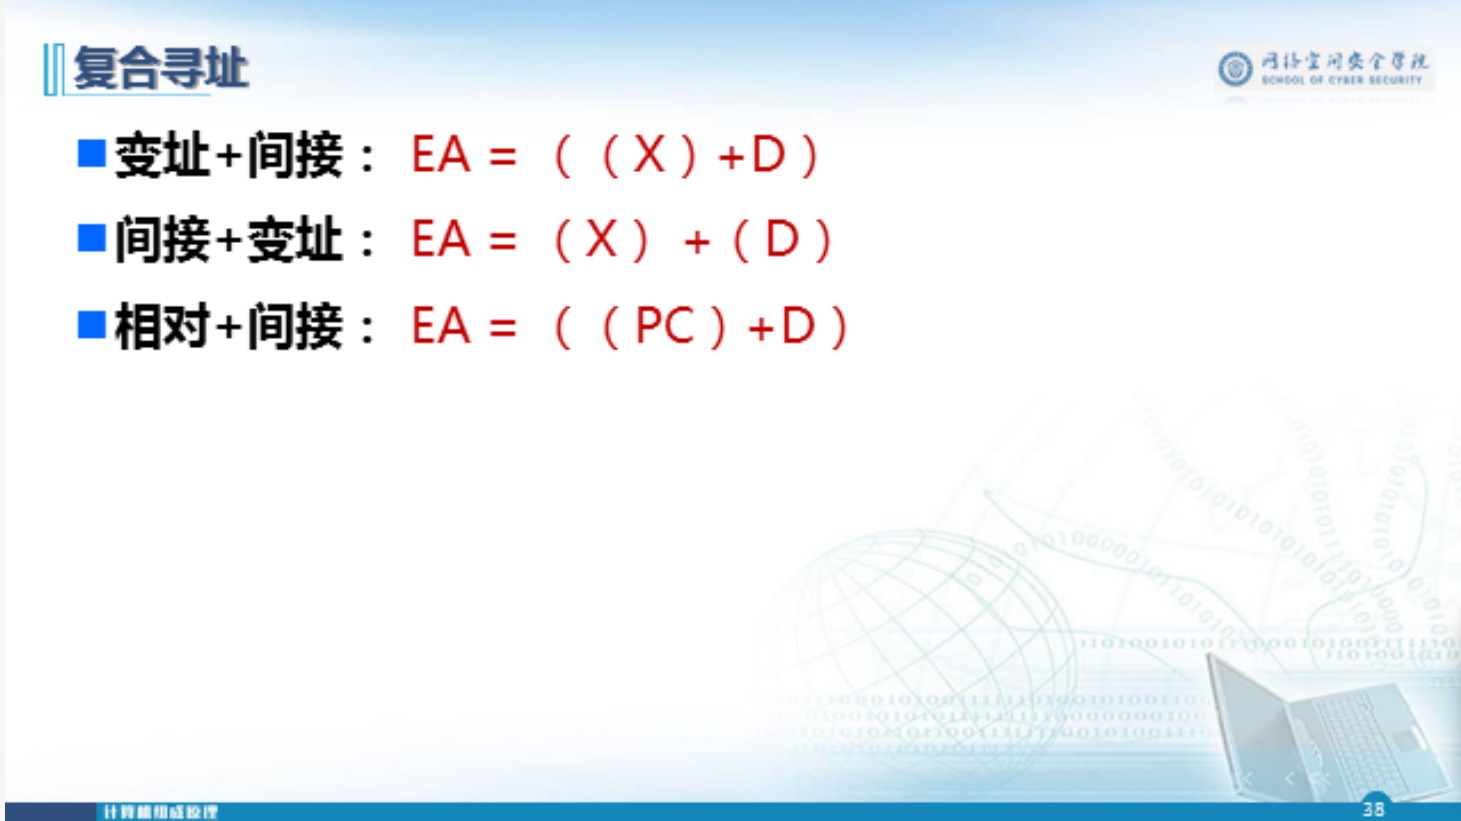 复合寻址
网络空间安全学院
SCHOOL OF CYBER SECURITY
变址+间接： EA = （（X）+D）
间接+变址： EA =（X）+（D）
相对+间接： EA = （（PC）+D）
计算机组成原理
38